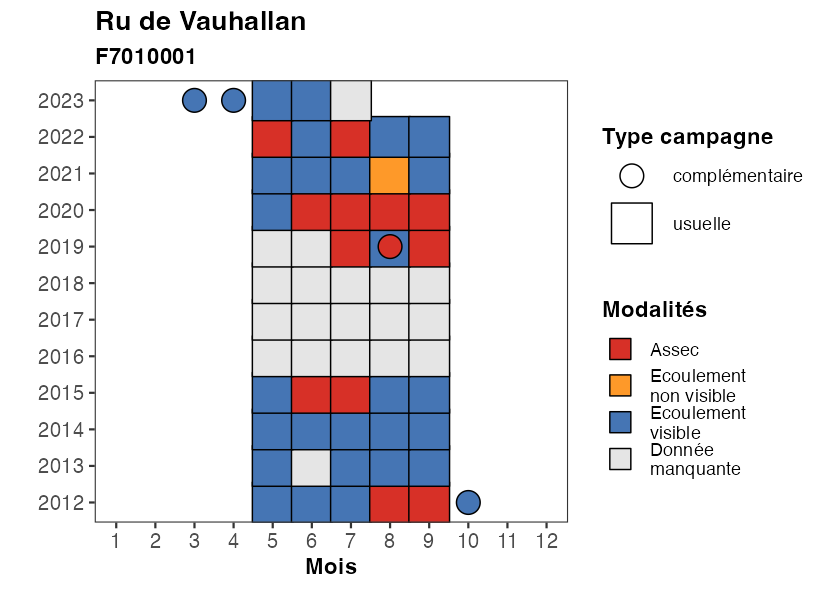 Ru de Vauhallan
F7010001
2023
2022
2021
2020
2019
2018
2017
2016
2015
2014
2013
2012
1 2 3 4 5 6 7 8 9 10 11 12
Mois
Type campagne
complémentaire
usuelle
Modalités
Assec
Ecoulement
non visible
Ecoulement
visible
Donnée
manquante